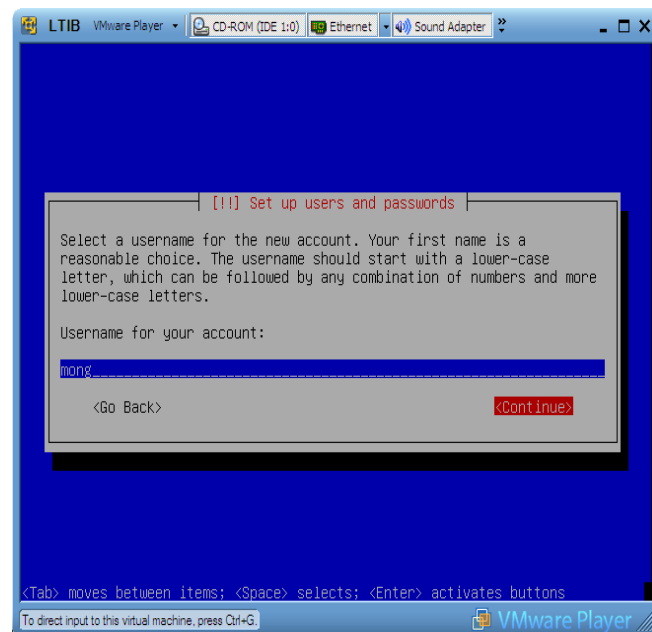 LTIB VMware Player CD-ROM (IDE 1:0) Ethernet Sound Adapter
[!!] Set up users and passwords
Select a username for the new account. Your first name is a
reasonable choice. The username should start with a lower-case
letter, which can be followed by any combination of numbers and more
lower-case letters.
Username for your account:
mong
<Go Back> <Continue>
<Tab> moves between items; <Space> selects; <Enter> activates buttons
To direct input to this virtual machine, press Ctrl+G. VMware Player